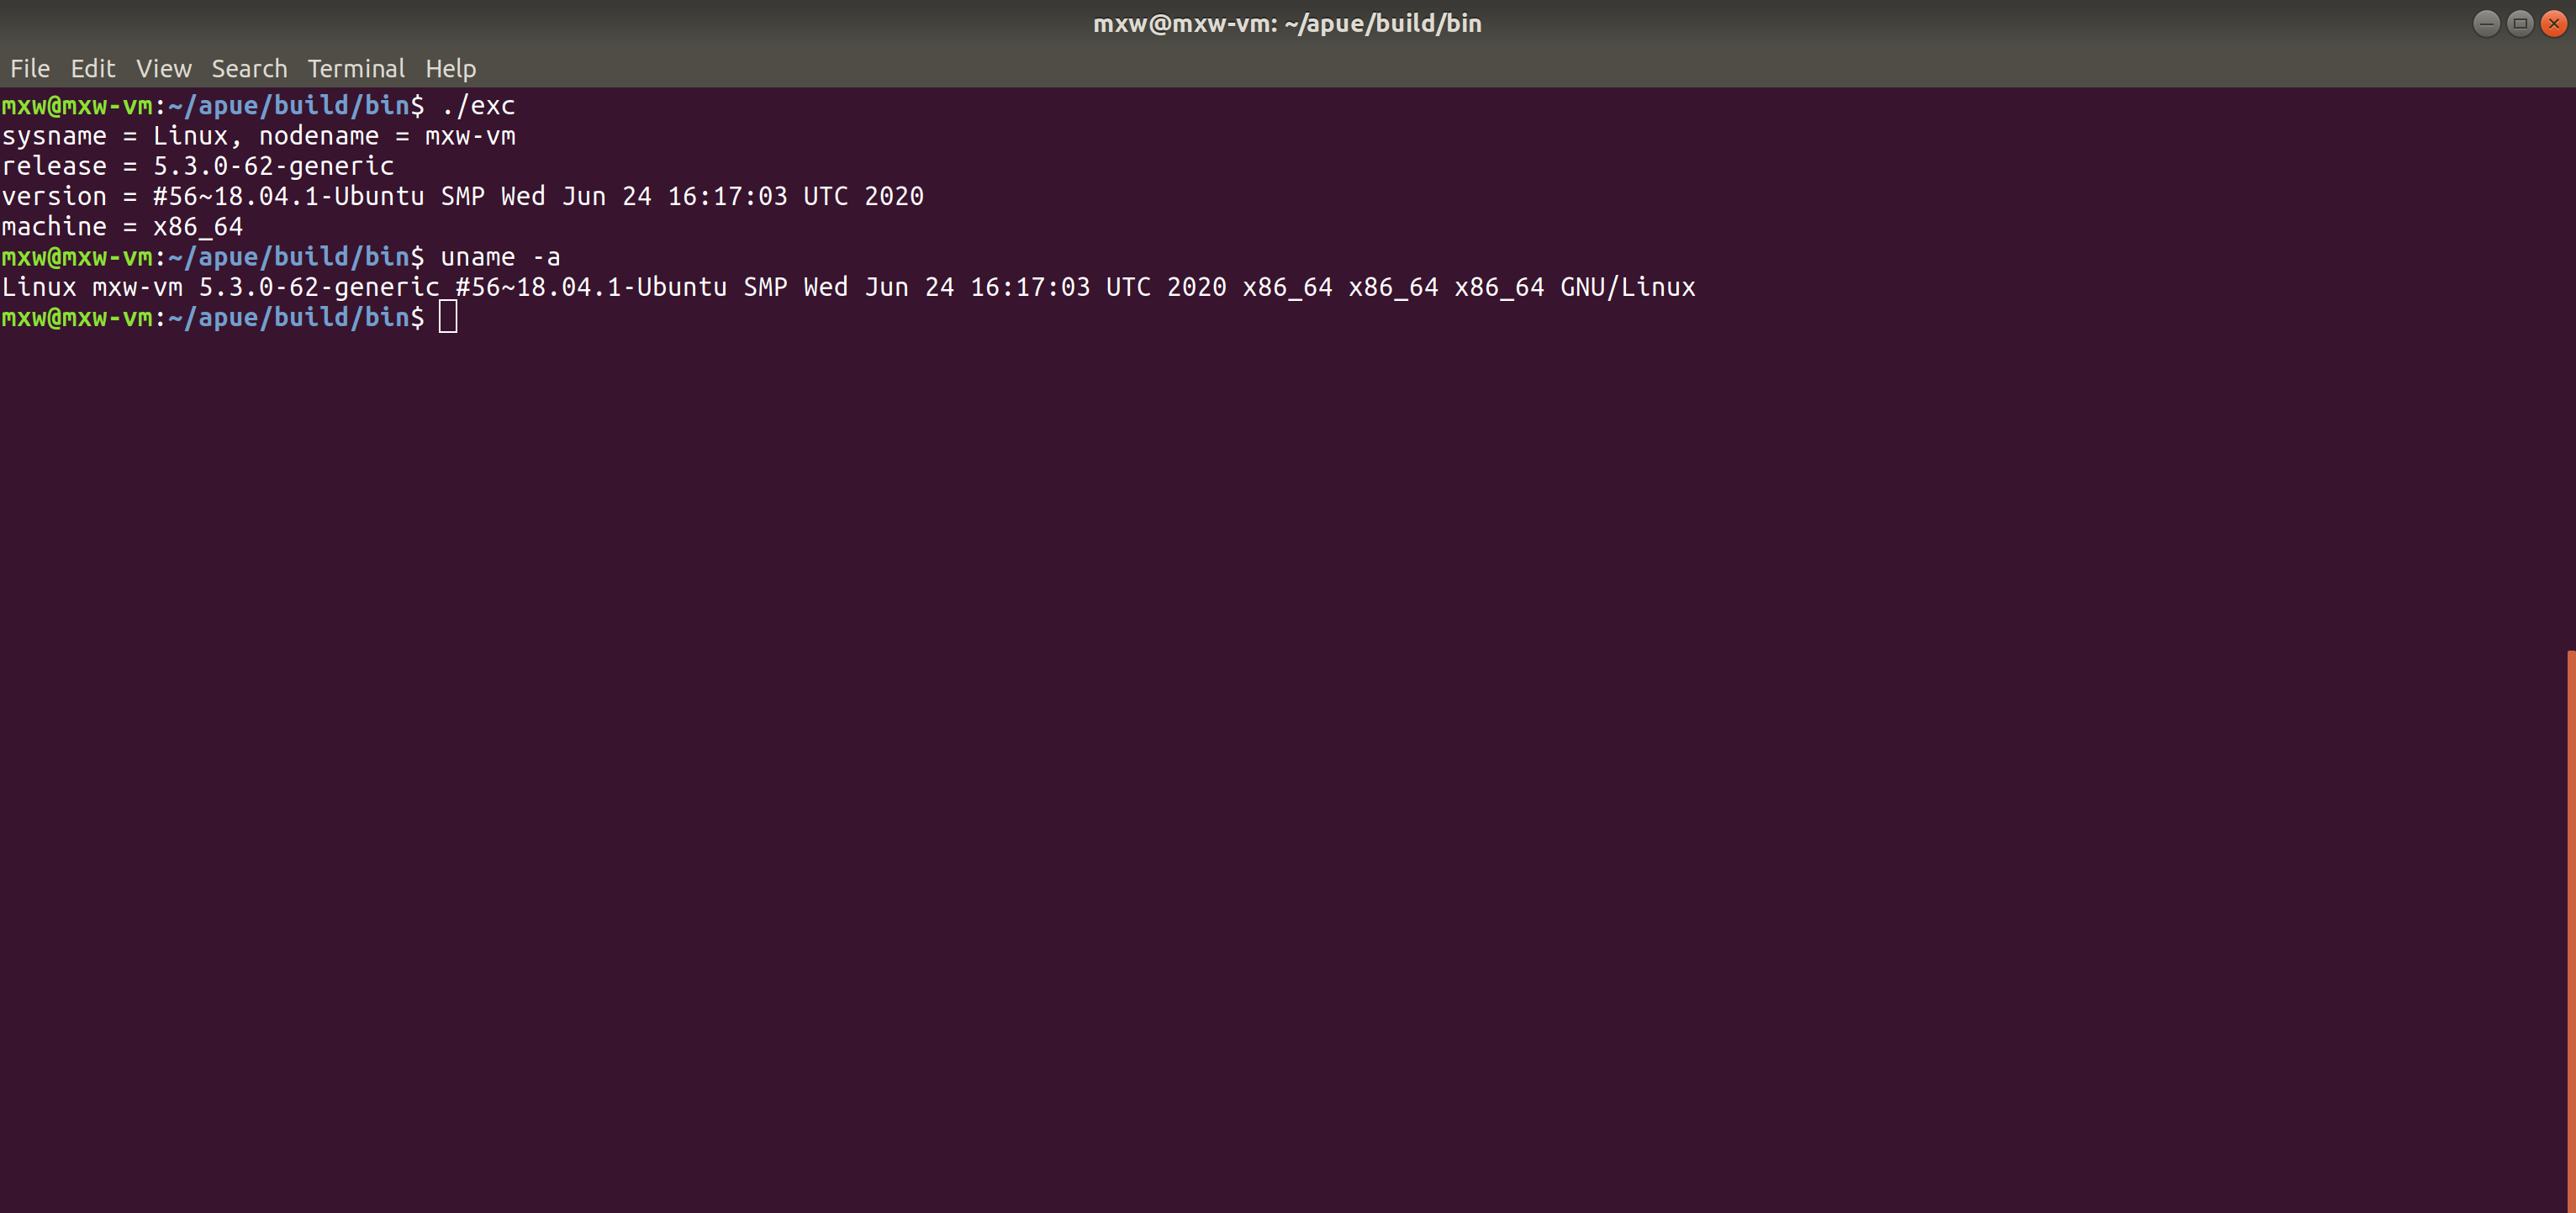 mxw@mxw-vm: ~/apue/build/bin
File Edit View Search Terminal Help
mxw@mxw-vm:~/apue/build/bin$ ./exc
sysname = Linux, nodename = mxw-vm
release = 5.3.0-62-generic
version = #56~18.04.1-Ubuntu SMP Wed Jun 24 16:17:03 UTC 2020
machine = x86_64
mxw@mxw-vm:~/apue/build/bin$ uname -a
Linux mxw-vm 5.3.0-62-generic #56~18.04.1-Ubuntu SMP Wed Jun 24 16:17:03 UTC 2020 x86_64 x86_64 x86_64 GNU/Linux
mxw@mxw-vm:~/apue/build/bin$